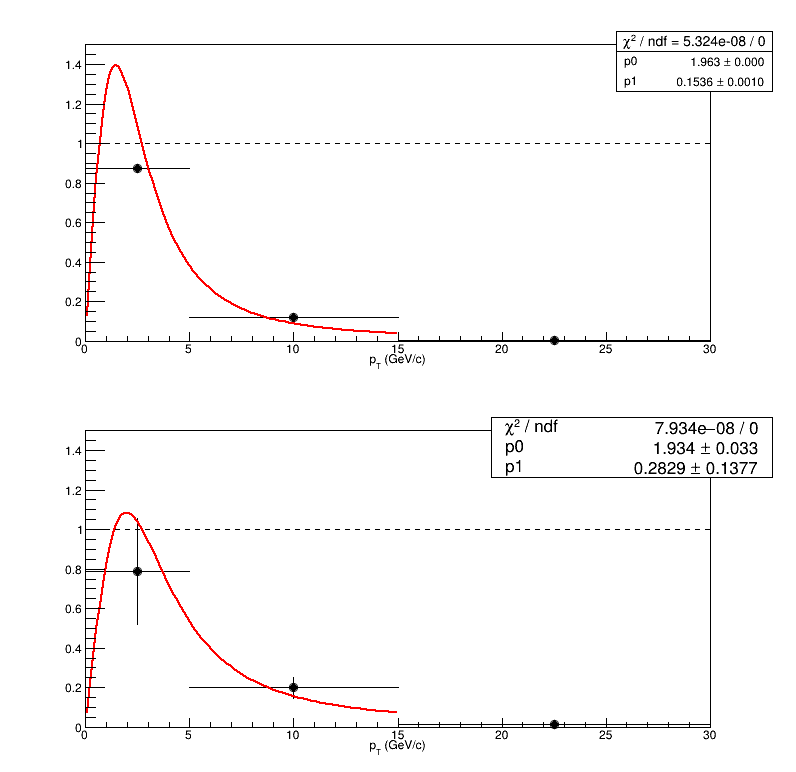 χ² / ndf = 5.324e-08 / 0
p0 1.963 ± 0.000
p1 0.1536 ± 0.0010
1.4
1.2
1
0.8
0.6
0.4
0.2
0
0 5 10 15 20 25 30
p_T (GeV/c)
χ² / ndf 7.934e−08 / 0
p0 1.934 ± 0.033
p1 0.2829 ± 0.1377
1.4
1.2
1
0.8
0.6
0.4
0.2
0
0 5 10 15 20 25 30
p_T (GeV/c)